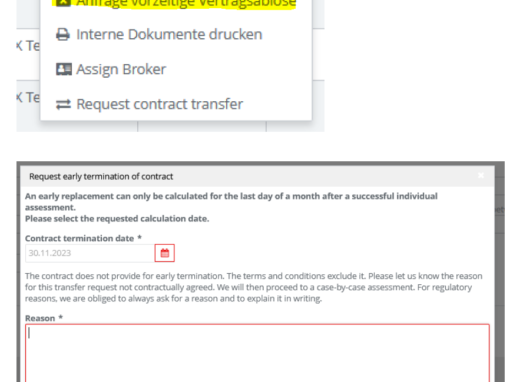 Anfrage vorzeitige Vertragsablöse
Interne Dokumente drucken
X Te
Assign Broker
X Te
Request contract transfer
Request early termination of contract
An early replacement can only be calculated for the last day of a month after a successful individual
assessment.
Please select the requested calculation date.
Contract termination date *
30.11.2023
The contract does not provide for early termination. The terms and conditions exclude it. Please let us know the reason
for this transfer request not contractually agreed. We will then proceed to a case-by-case assessment. For regulatory
reasons, we are obliged to always ask for a reason and to explain it in writing.
Reason *